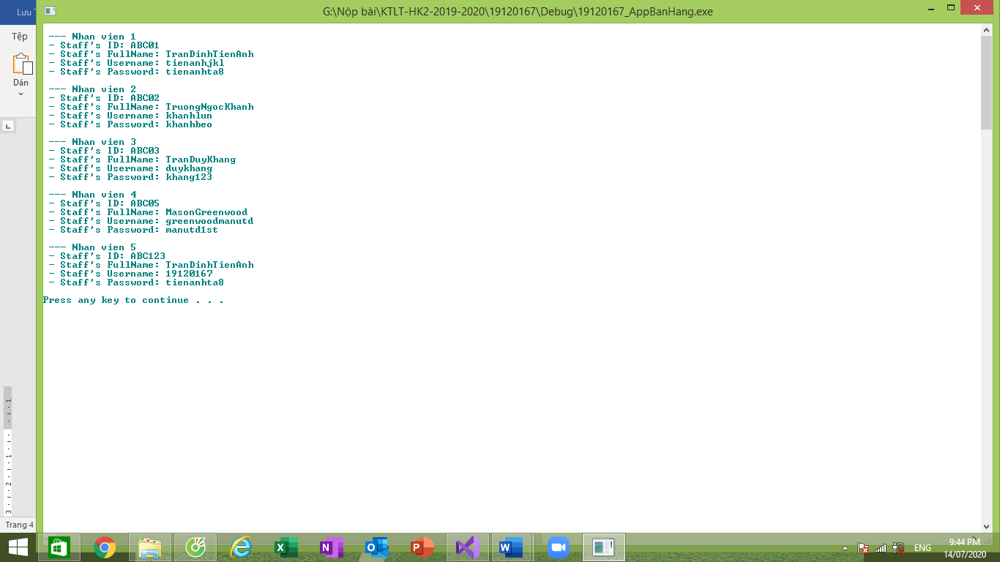 G:\Nộp bài\KTLT-HK2-2019-2020\19120167\Debug\19120167_AppBanHang.exe
Lưu
Tệp
Dán
--- Nhan vien 1
- Staff's ID: ABC01
- Staff's FullName: TranDinhTienAnh
- Staff's Username: tienanhjkl
- Staff's Password: tienanhta8
--- Nhan vien 2
- Staff's ID: ABC02
- Staff's FullName: TruongNgocKhanh
- Staff's Username: khanhlun
- Staff's Password: khanhbeo
--- Nhan vien 3
- Staff's ID: ABC03
- Staff's FullName: TranDuyKhang
- Staff's Username: duykhang
- Staff's Password: khang123
--- Nhan vien 4
- Staff's ID: ABC05
- Staff's FullName: MasonGreenwood
- Staff's Username: greenwoodmanutd
- Staff's Password: manutd1st
--- Nhan vien 5
- Staff's ID: ABC123
- Staff's FullName: TranDinhTienAnh
- Staff's Username: 19120167
- Staff's Password: tienanhta8
Press any key to continue . . .
1
1
2
3
Trang 4
ENG
9:44 PM
14/07/2020